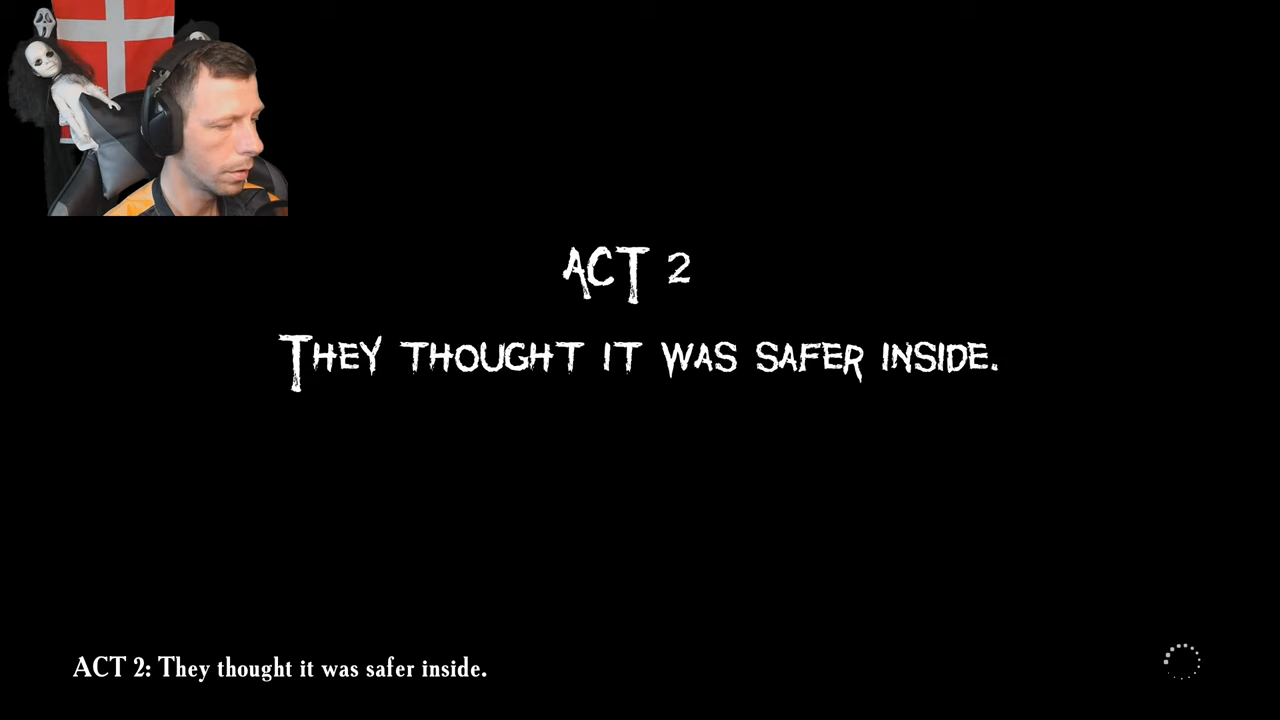 ACT 2
THEY THOUGHT IT WAS SAFER INSIDE.
ACT 2: They thought it was safer inside.